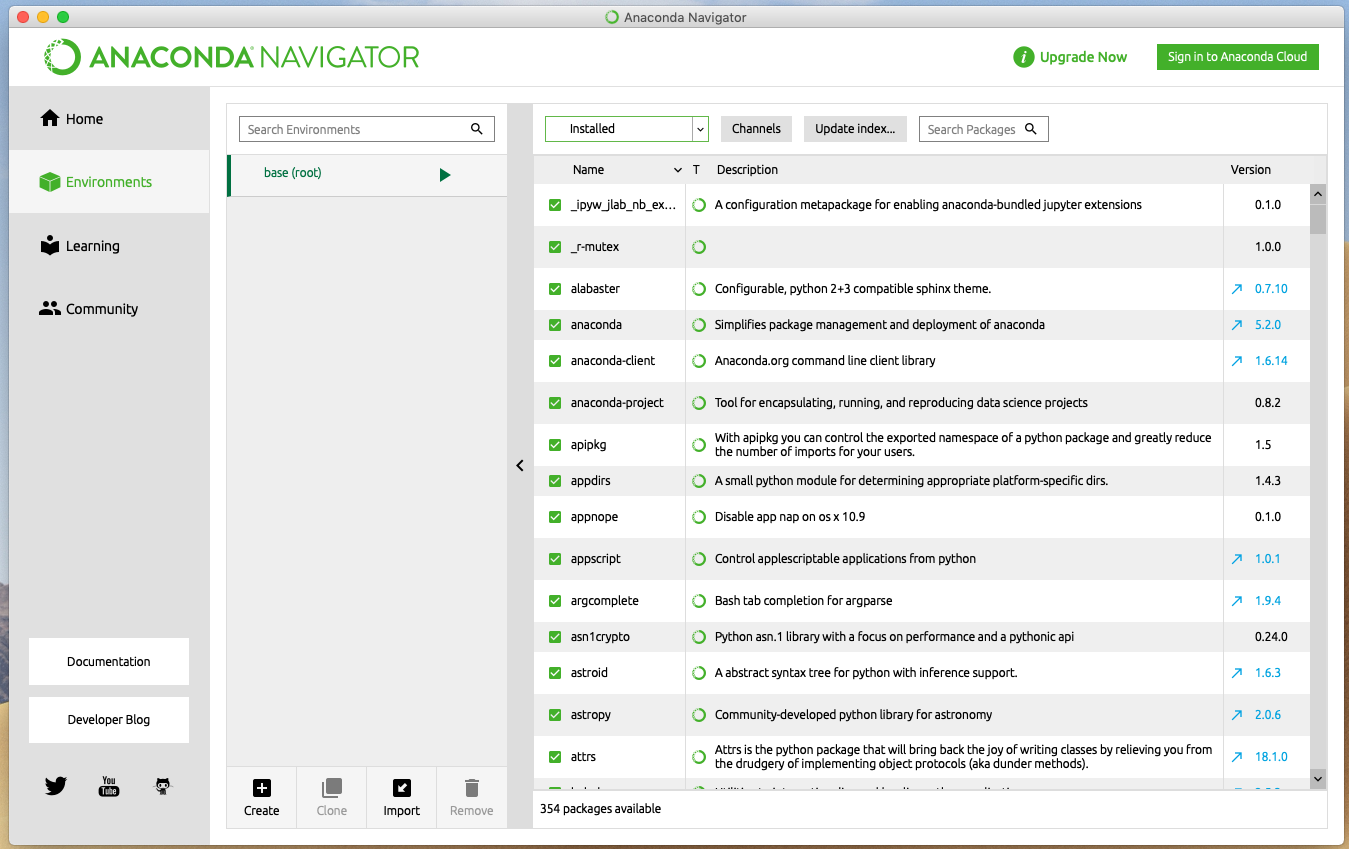 Anaconda Navigator
ANACONDA NAVIGATOR
i Upgrade Now
Sign in to Anaconda Cloud
Home
Environments
Learning
Community
Documentation
Developer Blog
You
Tube
Search Environments
base (root)
Create
Clone
Import
Remove
Installed
Channels
Update index...
Search Packages
Name T Description Version
_ipyw_jlab_nb_ex... A configuration metapackage for enabling anaconda-bundled jupyter extensions 0.1.0
_r-mutex 1.0.0
alabaster Configurable, python 2+3 compatible sphinx theme. 0.7.10
anaconda Simplifies package management and deployment of anaconda 5.2.0
anaconda-client Anaconda.org command line client library 1.6.14
anaconda-project Tool for encapsulating, running, and reproducing data science projects 0.8.2
apipkg With apipkg you can control the exported namespace of a python package and greatly reduce 1.5
the number of imports for your users.
appdirs A small python module for determining appropriate platform-specific dirs. 1.4.3
appnope Disable app nap on os x 10.9 0.1.0
appscript Control applescriptable applications from python 1.0.1
argcomplete Bash tab completion for argparse 1.9.4
asn1crypto Python asn.1 library with a focus on performance and a pythonic api 0.24.0
astroid A abstract syntax tree for python with inference support. 1.6.3
astropy Community-developed python library for astronomy 2.0.6
attrs Attrs is the python package that will bring back the joy of writing classes by relieving you from 18.1.0
the drudgery of implementing object protocols (aka dunder methods).
354 packages available